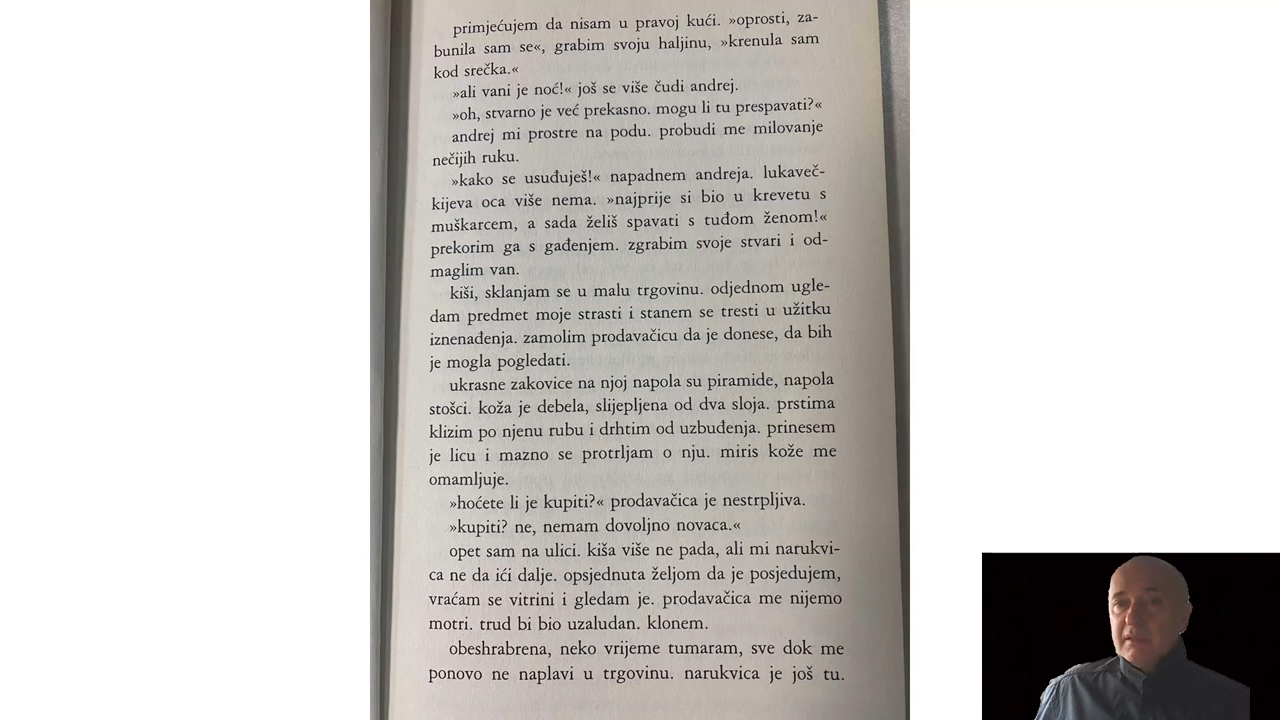 primjećujem da nisam u pravoj kući. »oprosti, za-
bunila sam se«, grabim svoju haljinu, »krenula sam
kod srečka.«
»ali vani je noć!« još se više čudi andrej.
»oh, stvarno je već prekasno. mogu li tu prespavati?«
andrej mi prostre na podu. probudi me milovanje
nečijih ruku.
»kako se usuđuješ!« napadnem andreja. lukaveč-
kijeva oca više nema. »najprije si bio u krevetu s
muškarcem, a sada želiš spavati s tuđom ženom!«
prekorim ga s gađenjem. zgrabim svoje stvari i od-
maglim van.
kiši, sklanjam se u malu trgovinu. odjednom ugle-
dam predmet moje strasti i stanem se tresti u užitku
iznenađenja. zamolim prodavačicu da je donese, da bih
je mogla pogledati.
ukrasne zakovice na njoj napola su piramide, napola
stošci. koža je debela, slijepljena od dva sloja. prstima
klizim po njenu rubu i drhtim od uzbuđenja. prinesem
je licu i mazno se protrljam o nju. miris kože me
omamljuje.
»hoćete li je kupiti?« prodavačica je nestrpljiva.
»kupiti? ne, nemam dovoljno novaca.«
opet sam na ulici. kiša više ne pada, ali mi narukvi-
ca ne da ići dalje. opsjednuta željom da je posjedujem,
vraćam se vitrini i gledam je. prodavačica me nijemo
motri. trud bi bio uzaludan. klonem.
obeshrabrena, neko vrijeme tumaram, sve dok me
ponovo ne naplavi u trgovinu. narukvica je još tu.